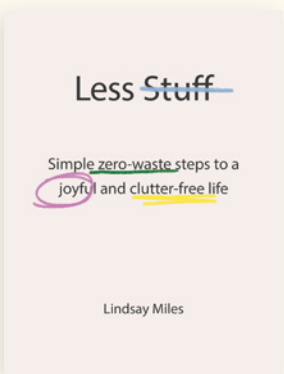 Less Stuff
Simple zero-waste steps to a
joyful and clutter-free life
Lindsay Miles